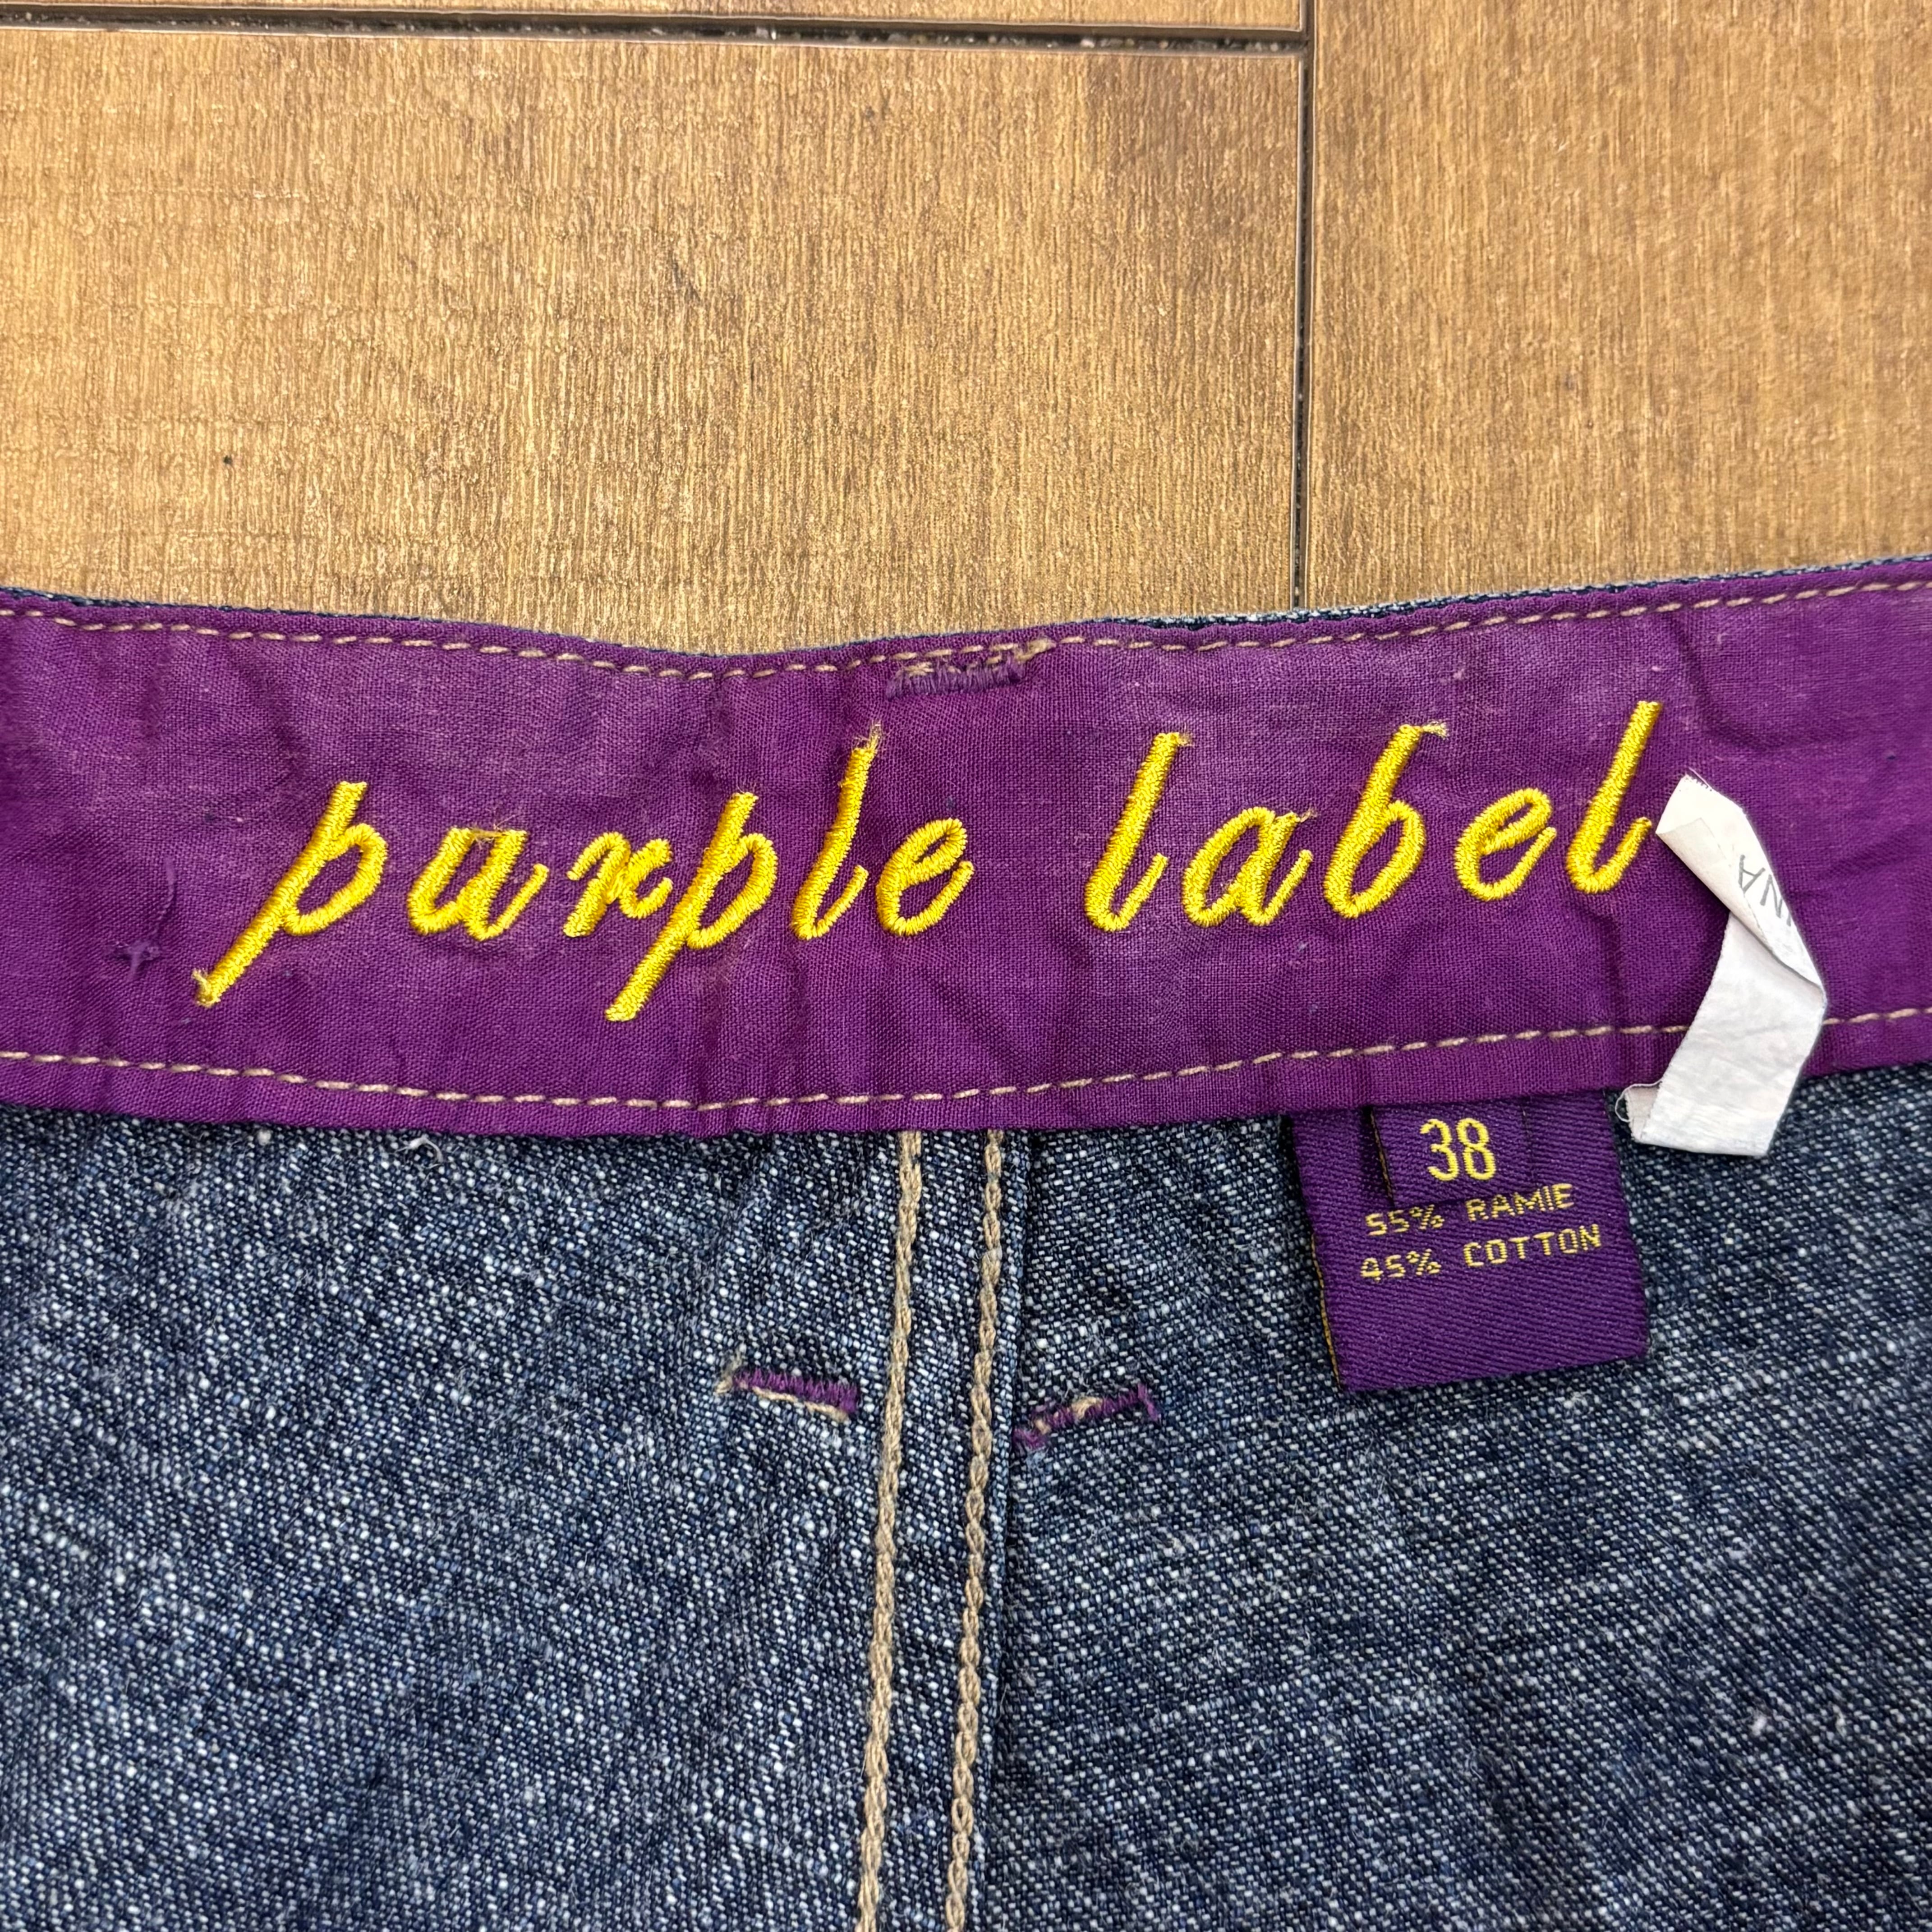 purple label
38
55% RAMIE
45% COTTON